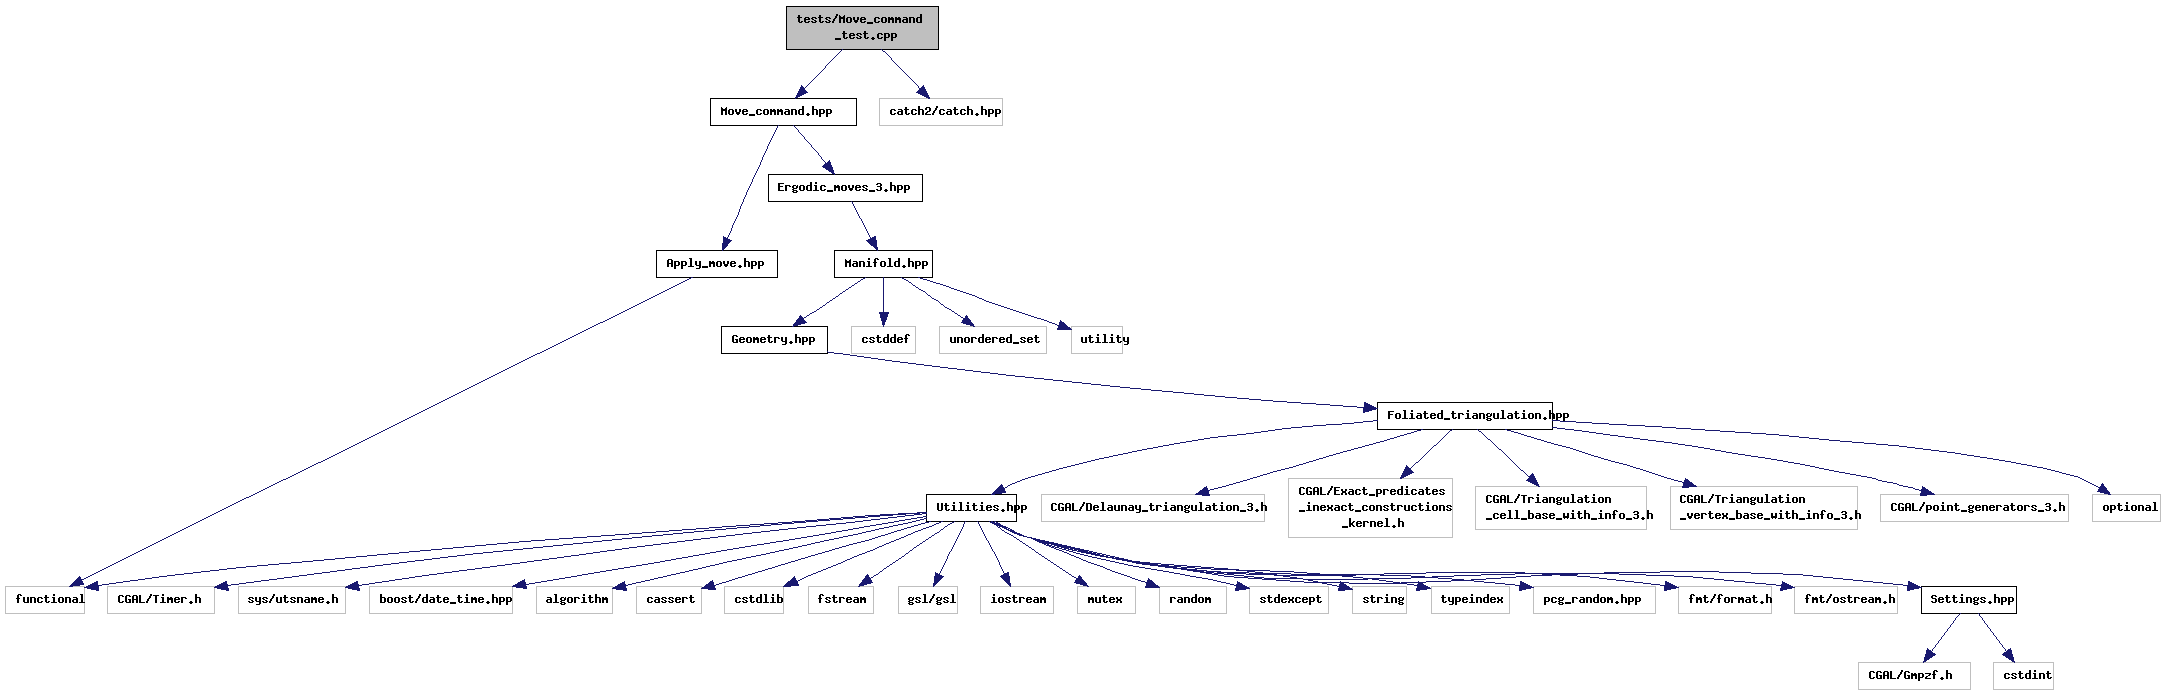 tests/Move_command
_test.cpp
Move_command.hpp
catch2/catch.hpp
Ergodic_moves_3.hpp
Apply_move.hpp
Manifold.hpp
Geometry.hpp
cstddef
unordered_set
utility
Foliated_triangulation.hpp
Utilities.hpp
CGAL/Delaunay_triangulation_3.h
CGAL/Exact_predicates
_inexact_constructions
_kernel.h
CGAL/Triangulation
_cell_base_with_info_3.h
CGAL/Triangulation
_vertex_base_with_info_3.h
CGAL/point_generators_3.h
optional
functional
CGAL/Timer.h
sys/utsname.h
boost/date_time.hpp
algorithm
cassert
cstdlib
fstream
gsl/gsl
iostream
mutex
random
stdexcept
string
typeindex
pcg_random.hpp
fmt/format.h
fmt/ostream.h
Settings.hpp
CGAL/Gmpzf.h
cstdint